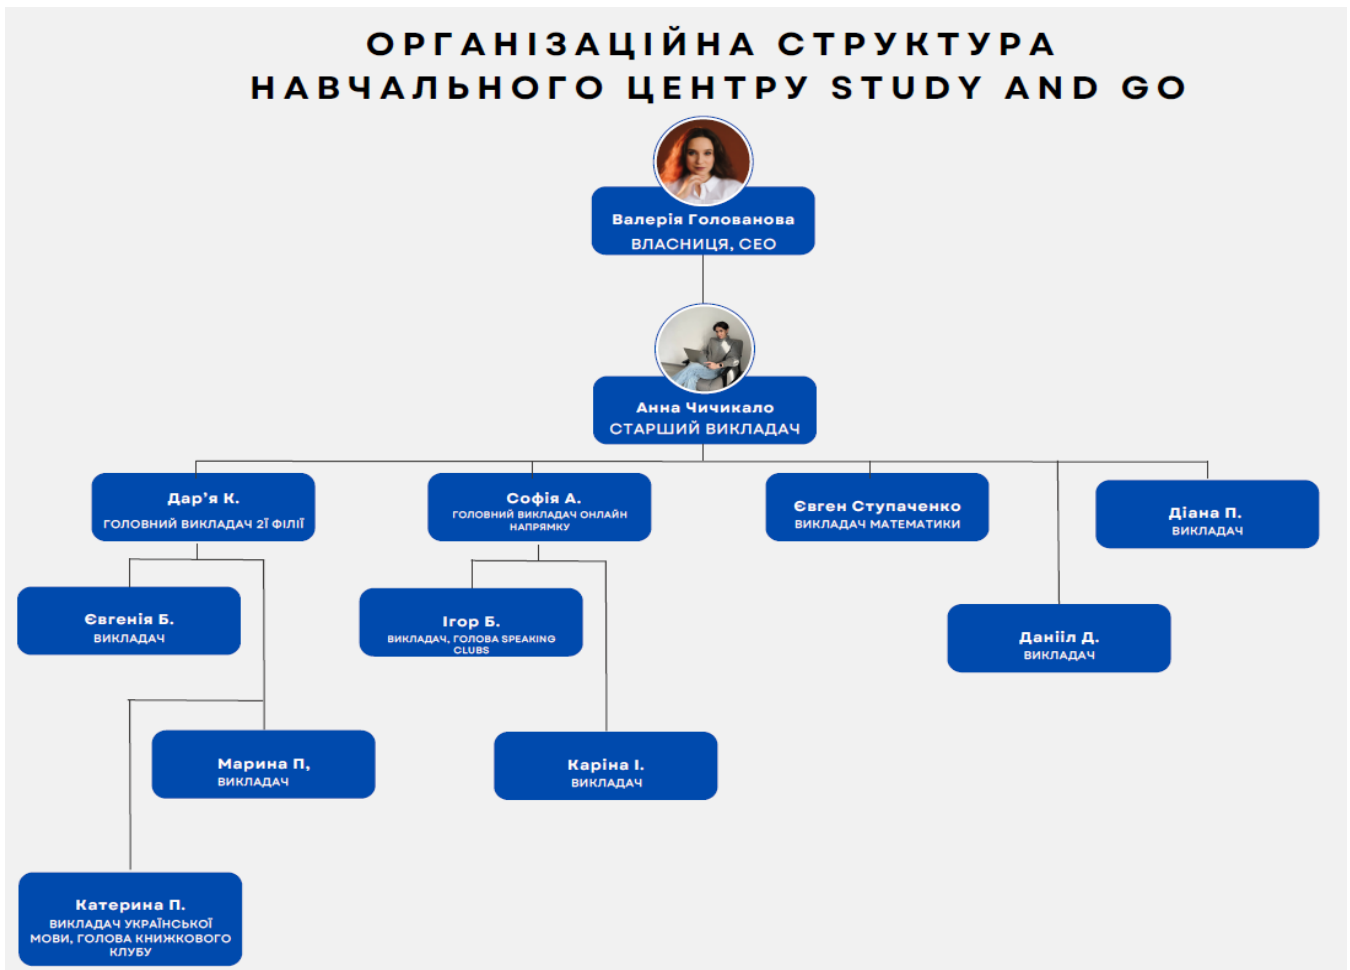 ОРГАНІЗАЦІЙНА СТРУКТУРА
НАВЧАЛЬНОГО ЦЕНТРУ STUDY AND GO
Валерія Голованова
ВЛАСНИЦЯ, CEO
Анна Чичикало
СТАРШИЙ ВИКЛАДАЧ
Дар’я К.
ГОЛОВНИЙ ВИКЛАДАЧ 2Ї ФІЛІЇ
Софія А.
ГОЛОВНИЙ ВИКЛАДАЧ ОНЛАЙН
НАПРЯМКУ
Євген Ступаченко
ВИКЛАДАЧ МАТЕМАТИКИ
Діана П.
ВИКЛАДАЧ
Євгенія Б.
ВИКЛАДАЧ
Ігор Б.
ВИКЛАДАЧ, ГОЛОВА SPEAKING
CLUBS
Данііл Д.
ВИКЛАДАЧ
Марина П,
ВИКЛАДАЧ
Каріна І.
ВИКЛАДАЧ
Катерина П.
ВИКЛАДАЧ УКРАЇНСЬКОЇ
МОВИ, ГОЛОВА КНИЖКОВОГО
КЛУБУ